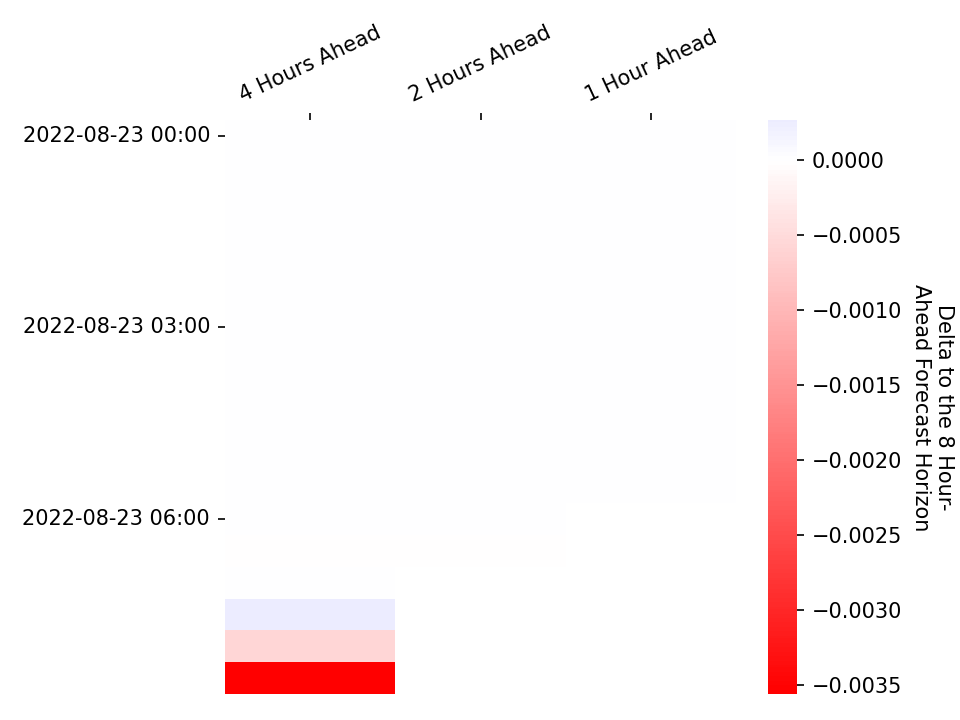 4 Hours Ahead
2 Hours Ahead
1 Hour Ahead
2022-08-23 00:00
2022-08-23 03:00
2022-08-23 06:00
0.0000
−0.0005
−0.0010
−0.0015
−0.0020
−0.0025
−0.0030
−0.0035
Delta to the 8 Hour-
Ahead Forecast Horizon